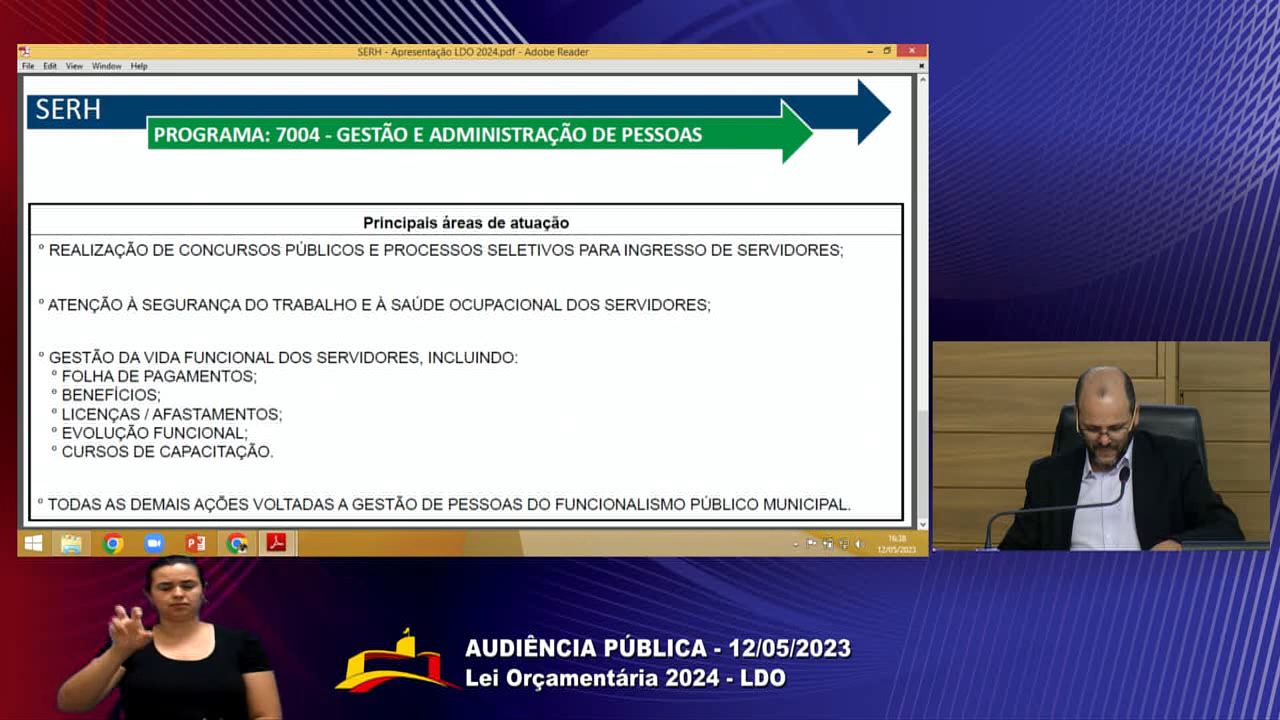 SERH - Apresentação LDO 2024.pdf - Adobe Reader
File Edit View Window Help
SERH
PROGRAMA: 7004 - GESTÃO E ADMINISTRAÇÃO DE PESSOAS
Principais áreas de atuação
º REALIZAÇÃO DE CONCURSOS PÚBLICOS E PROCESSOS SELETIVOS PARA INGRESSO DE SERVIDORES;
º ATENÇÃO À SEGURANÇA DO TRABALHO E À SAÚDE OCUPACIONAL DOS SERVIDORES;
º GESTÃO DA VIDA FUNCIONAL DOS SERVIDORES, INCLUINDO:
º FOLHA DE PAGAMENTOS;
º BENEFÍCIOS;
º LICENÇAS / AFASTAMENTOS;
º EVOLUÇÃO FUNCIONAL;
º CURSOS DE CAPACITAÇÃO.
º TODAS AS DEMAIS AÇÕES VOLTADAS A GESTÃO DE PESSOAS DO FUNCIONALISMO PÚBLICO MUNICIPAL.
16:38
12/05/2023
AUDIÊNCIA PÚBLICA - 12/05/2023
Lei Orçamentária 2024 - LDO